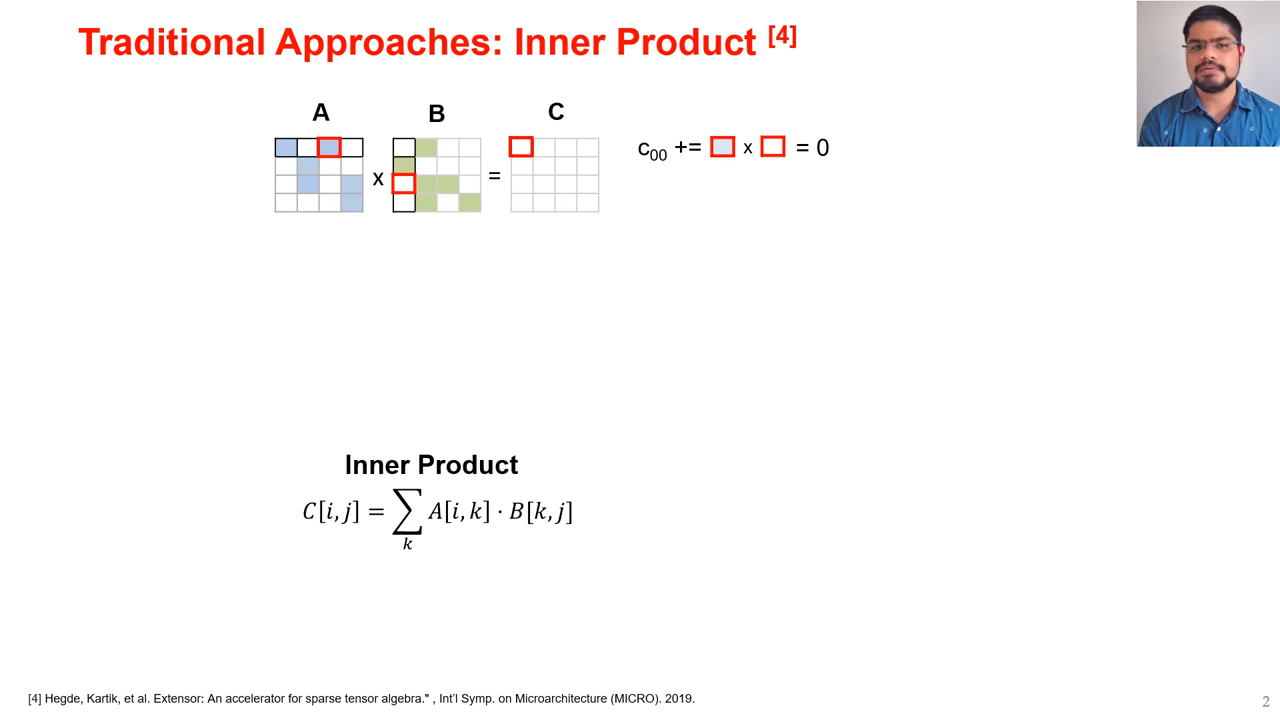 Traditional Approaches: Inner Product [4]
A B C
x = c00 += x = 0
Inner Product
C[i,j] = ∑k A[i,k] · B[k,j]
[4] Hegde, Kartik, et al. Extensor: An accelerator for sparse tensor algebra." , Int'l Symp. on Microarchitecture (MICRO). 2019.
2